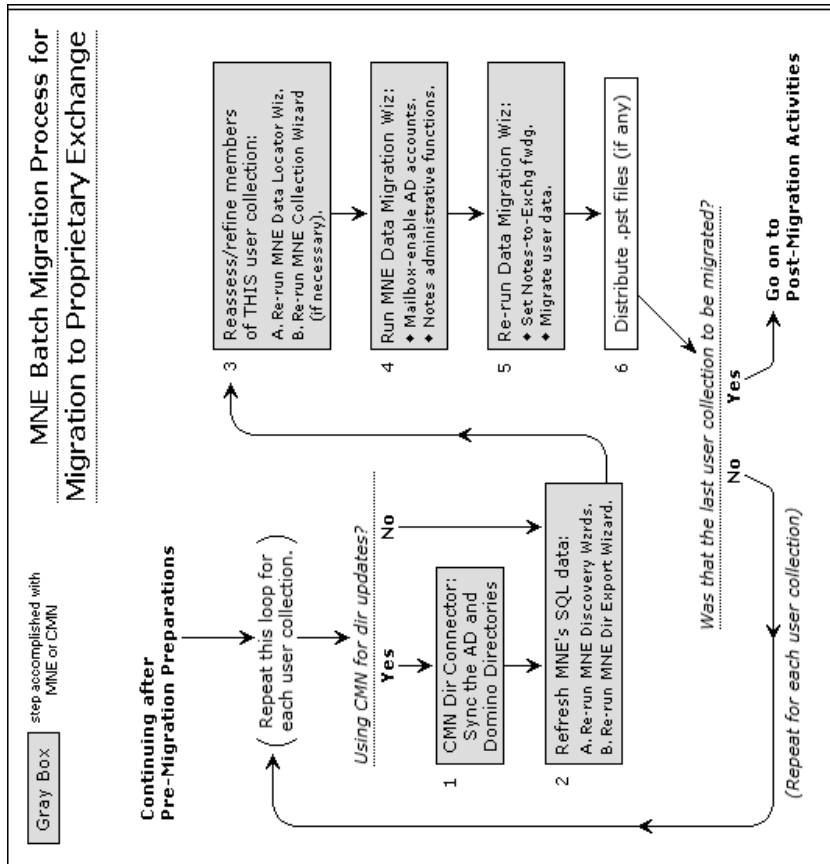 MNE Batch Migration Process for
Migration to Proprietary Exchange
Gray Box
step accomplished with
MNE or CMN
Continuing after
Pre-Migration Preparations
(Repeat this loop for
each user collection.)
Using CMN for dir updates?
Yes
No
1
CMN Dir Connector:
Sync the AD and
Domino Directories
2
Refresh MNE's SQL data:
A. Re-run MNE Discovery Wzrds.
B. Re-run MNE Dir Export Wizard.
3
Reassess/refine members
of THIS user collection:
A. Re-run MNE Data Locator Wiz.
B. Re-run MNE Collection Wizard
(if necessary).
4
Run MNE Data Migration Wiz:
♦ Mailbox-enable AD accounts.
♦ Notes administrative functions.
5
Re-run Data Migration Wiz:
♦ Set Notes-to-Exchg fwdg.
♦ Migrate user data.
6
Distribute .pst files (if any)
Was that the last user collection to be migrated?
No
Yes
(Repeat for each user collection)
Go on to
Post-Migration Activities